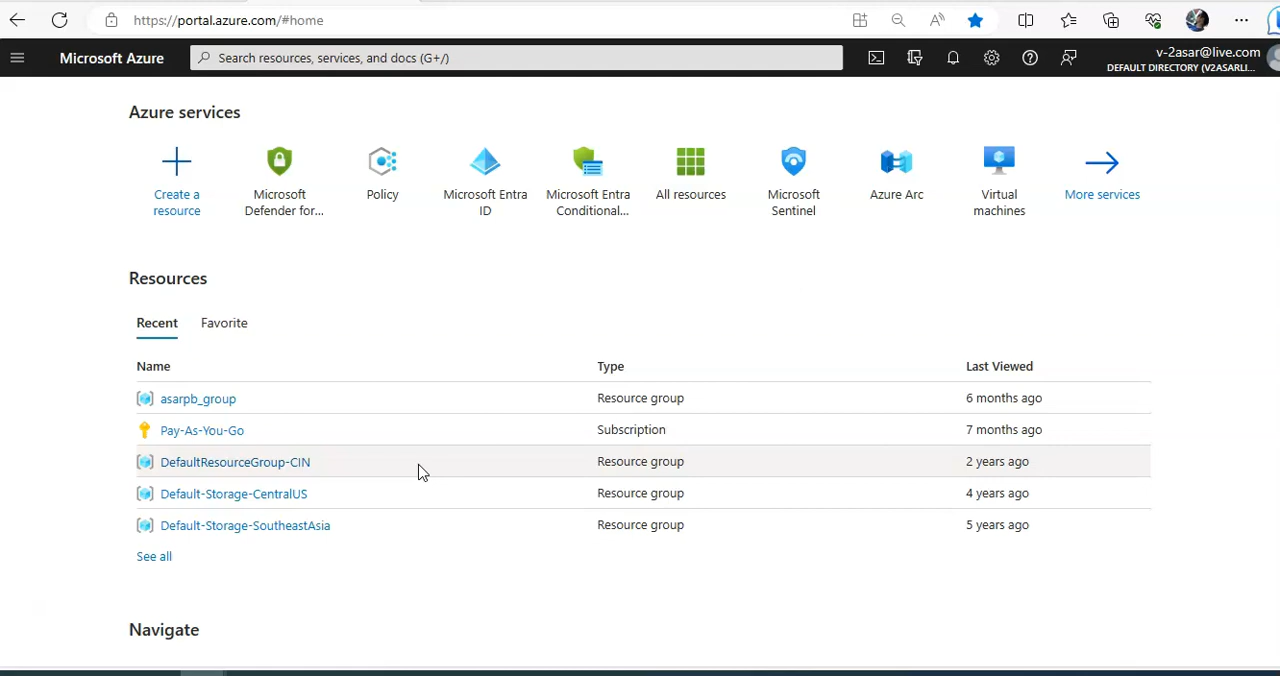 https://portal.azure.com/#home
Microsoft Azure
Search resources, services, and docs (G+/)
v-2asar@live.com
DEFAULT DIRECTORY (V2ASARLI...
Azure services
Create a resource
Microsoft Defender for...
Policy
Microsoft Entra ID
Microsoft Entra Conditional...
All resources
Microsoft Sentinel
Azure Arc
Virtual machines
More services
Resources
Recent Favorite
Name Type Last Viewed
asarpb_group Resource group 6 months ago
Pay-As-You-Go Subscription 7 months ago
DefaultResourceGroup-CIN Resource group 2 years ago
Default-Storage-CentralUS Resource group 4 years ago
Default-Storage-SoutheastAsia Resource group 5 years ago
See all
Navigate